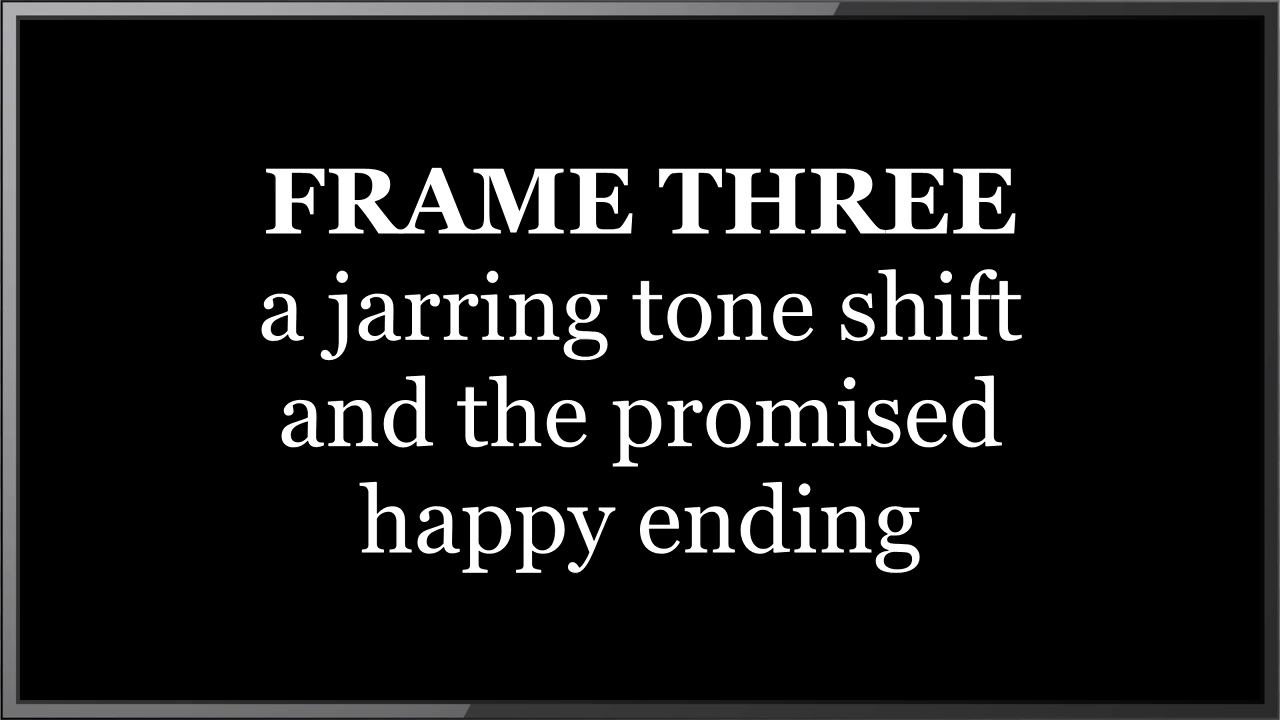 FRAME THREE
a jarring tone shift
and the promised
happy ending